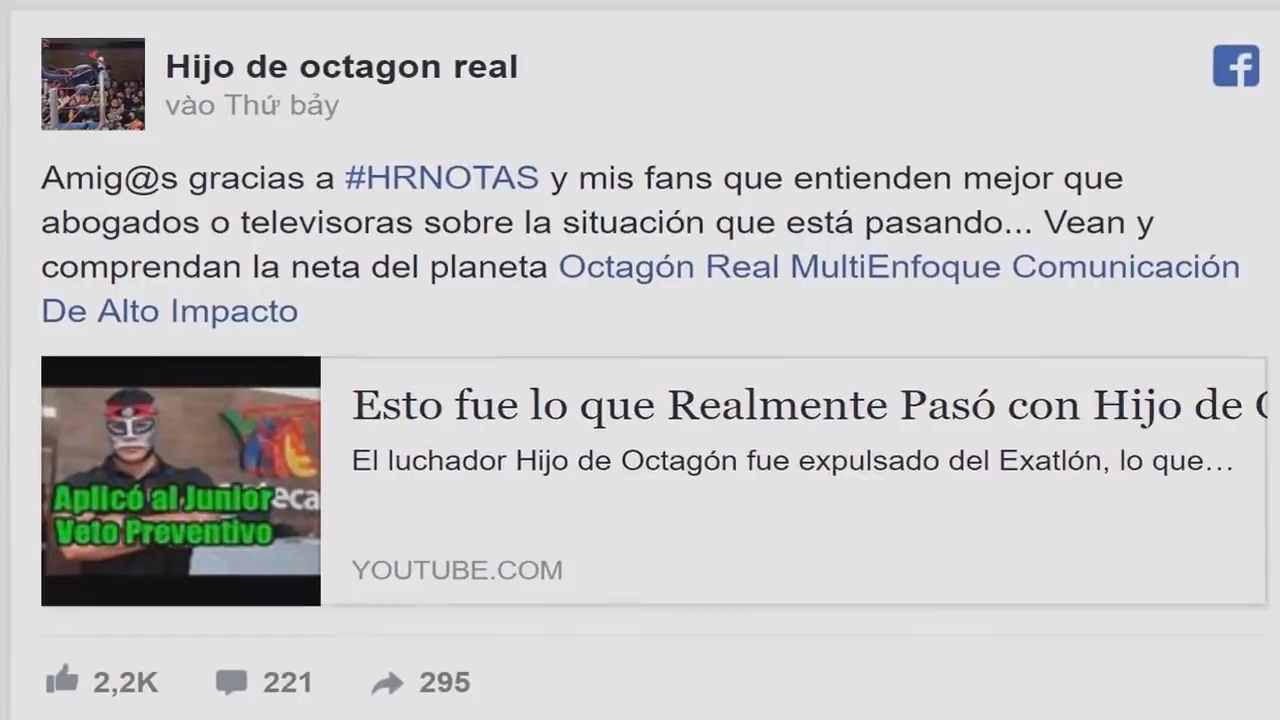 Hijo de octagon real
vào Thứ bảy
Amig@s gracias a #HRNOTAS y mis fans que entienden mejor que
abogados o televisoras sobre la situación que está pasando... Vean y
comprendan la neta del planeta Octagón Real MultiEnfoque Comunicación
De Alto Impacto
Aplicó al Junior
Veto Preventivo
eca
Esto fue lo que Realmente Pasó con Hijo de
El luchador Hijo de Octagón fue expulsado del Exatlón, lo que...
YOUTUBE.COM
2,2K 221 295